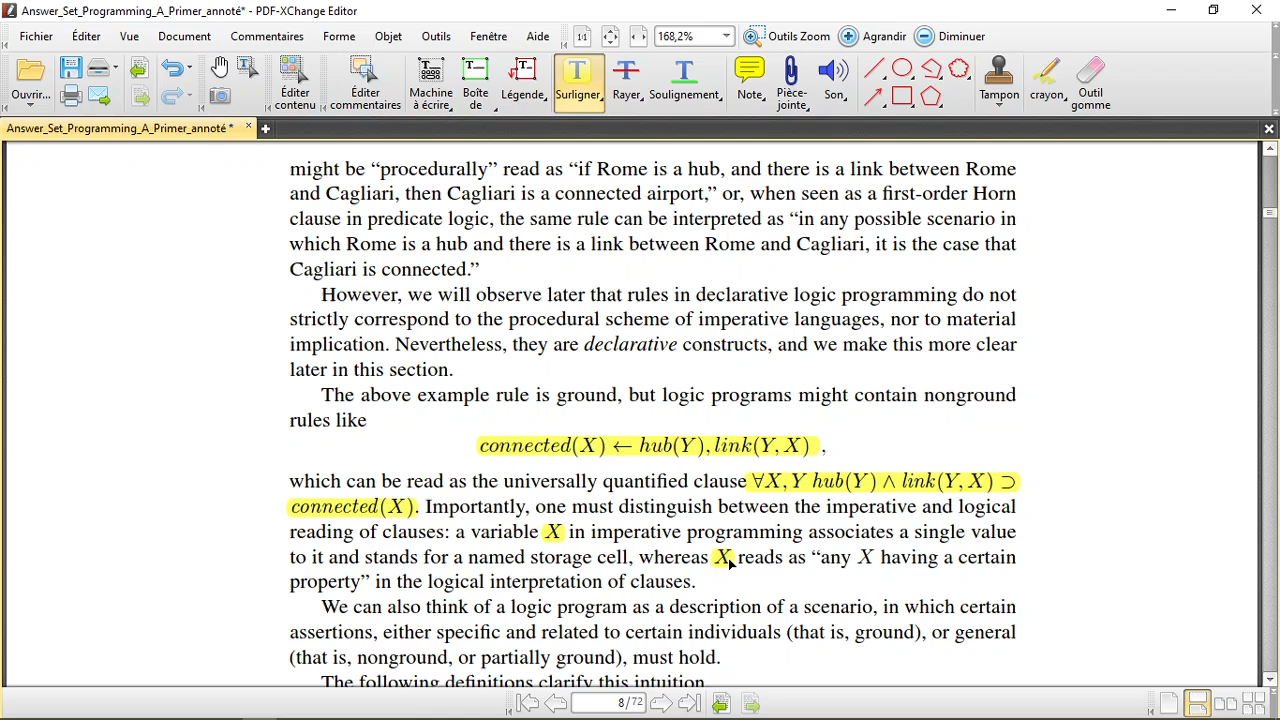 Answer_Set_Programming_A_Primer_annoté* - PDF-XChange Editor
Fichier Éditer Vue Document Commentaires Forme Objet Outils Fenêtre Aide 1:1 168,2% Outils Zoom Agrandir Diminuer
Ouvrir... Éditer contenu Éditer commentaires Machine à écrire Boîte de Légende Surligner Rayer Soulignement Note Pièce-jointe Son Tampon crayon Outil gomme
Answer_Set_Programming_A_Primer_annoté *
might be “procedurally” read as “if Rome is a hub, and there is a link between Rome
and Cagliari, then Cagliari is a connected airport,” or, when seen as a first-order Horn
clause in predicate logic, the same rule can be interpreted as “in any possible scenario in
which Rome is a hub and there is a link between Rome and Cagliari, it is the case that
Cagliari is connected.”
However, we will observe later that rules in declarative logic programming do not
strictly correspond to the procedural scheme of imperative languages, nor to material
implication. Nevertheless, they are declarative constructs, and we make this more clear
later in this section.
The above example rule is ground, but logic programs might contain nonground
rules like
connected(X) ← hub(Y), link(Y, X) ,
which can be read as the universally quantified clause ∀X, Y hub(Y) ∧ link(Y, X) ⊃
connected(X). Importantly, one must distinguish between the imperative and logical
reading of clauses: a variable X in imperative programming associates a single value
to it and stands for a named storage cell, whereas X reads as “any X having a certain
property” in the logical interpretation of clauses.
We can also think of a logic program as a description of a scenario, in which certain
assertions, either specific and related to certain individuals (that is, ground), or general
(that is, nonground, or partially ground), must hold.
The following definitions clarify this intuition
8/72